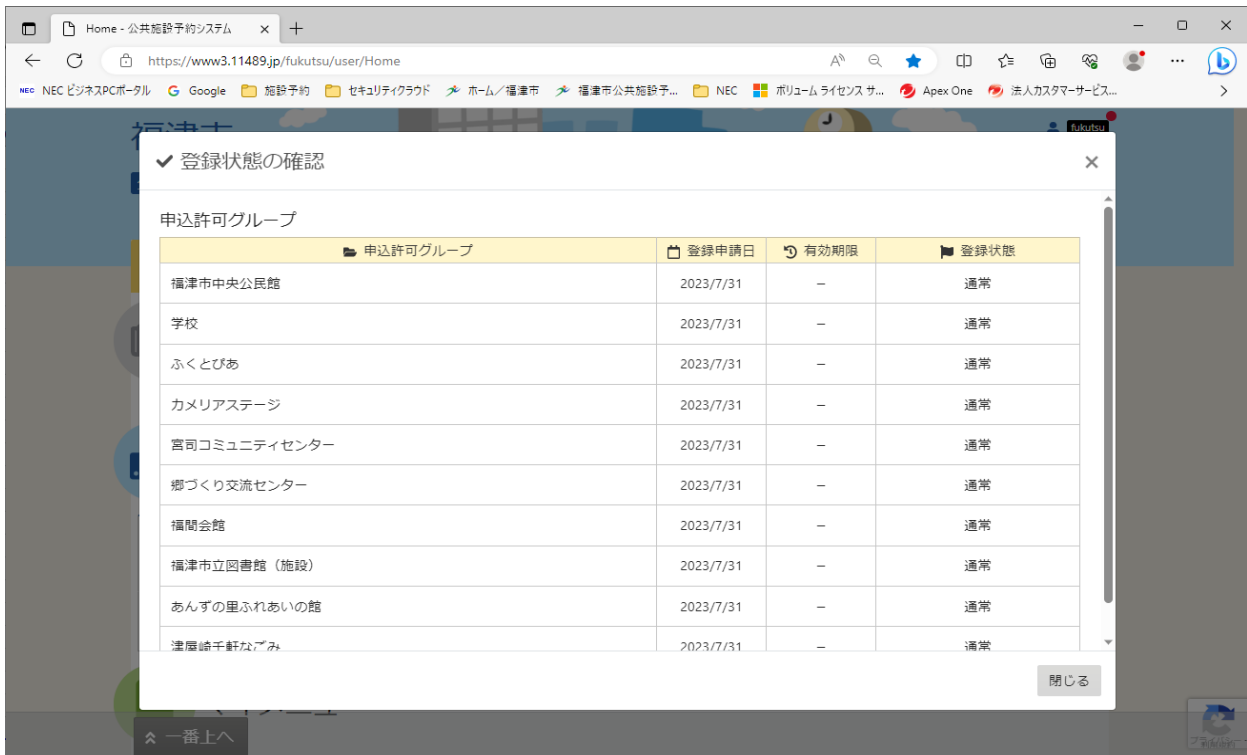 Home - 公共施設予約システム
https://www3.11489.jp/fukutsu/user/Home
NEC NEC ビジネスPCポータル G Google 施設予約 セキュリティクラウド ホーム／福津市 福津市公共施設予... NEC ボリューム ライセンス サ... Apex One 法人カスタマーサービス...
福津市
fukutsu
登録状態の確認
申込許可グループ
申込許可グループ 登録申請日 有効期限 登録状態
福津市中央公民館 2023/7/31 － 通常
学校 2023/7/31 － 通常
ふくとぴあ 2023/7/31 － 通常
カメリアステージ 2023/7/31 － 通常
宮司コミュニティセンター 2023/7/31 － 通常
郷づくり交流センター 2023/7/31 － 通常
福間会館 2023/7/31 － 通常
福津市立図書館（施設） 2023/7/31 － 通常
あんずの里ふれあいの館 2023/7/31 － 通常
津屋崎千軒なごみ 2023/7/31 － 通常
閉じる
一番上へ